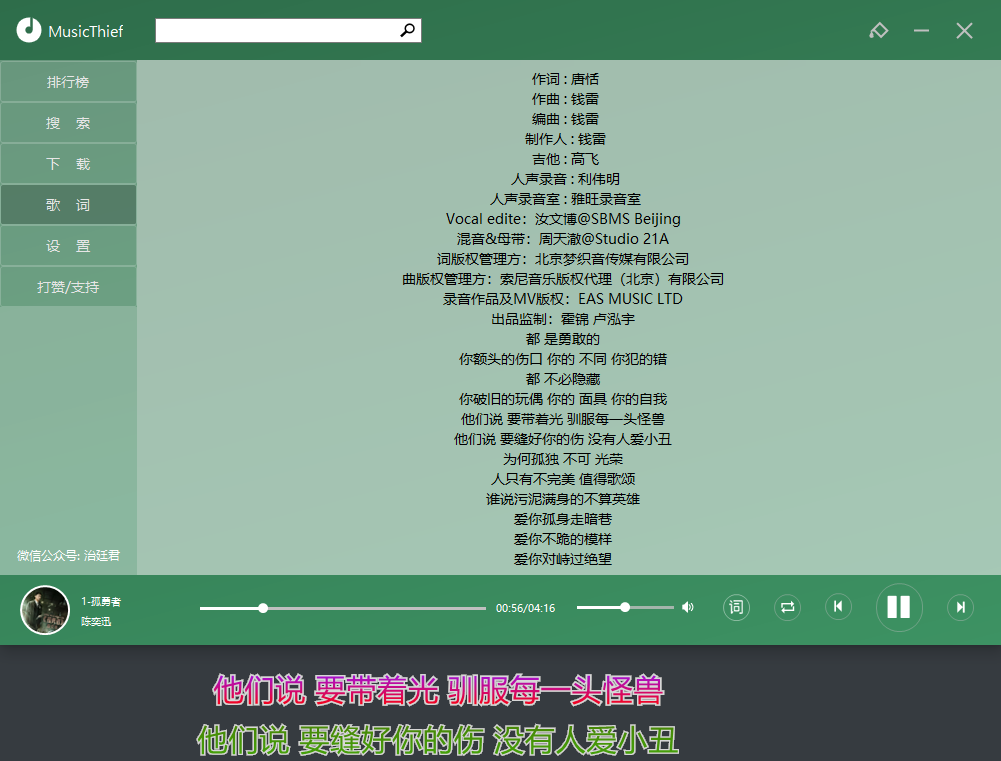 MusicThief
排行榜
搜 索
下 载
歌 词
设 置
打赏/支持
微信公众号: 治廷君
作词 : 唐恬
作曲 : 钱雷
编曲 : 钱雷
制作人 : 钱雷
吉他 : 高飞
人声录音 : 利伟明
人声录音室 : 雅旺录音室
Vocal edite：汝文博@SBMS Beijing
混音&母带：周天澈@Studio 21A
词版权管理方：北京梦织音传媒有限公司
曲版权管理方：索尼音乐版权代理（北京）有限公司
录音作品及MV版权：EAS MUSIC LTD
出品监制：霍锦 卢泓宇
都 是勇敢的
你额头的伤口 你的 不同 你犯的错
都 不必隐藏
你破旧的玩偶 你的 面具 你的自我
他们说 要带着光 驯服每一头怪兽
他们说 要缝好你的伤 没有人爱小丑
为何孤独 不可 光荣
人只有不完美 值得歌颂
谁说污泥满身的不算英雄
爱你孤身走暗巷
爱你不跪的模样
爱你对峙过绝望
1-孤勇者
陈奕迅
00:56/04:16
词
他们说 要带着光 驯服每一头怪兽
他们说 要缝好你的伤 没有人爱小丑